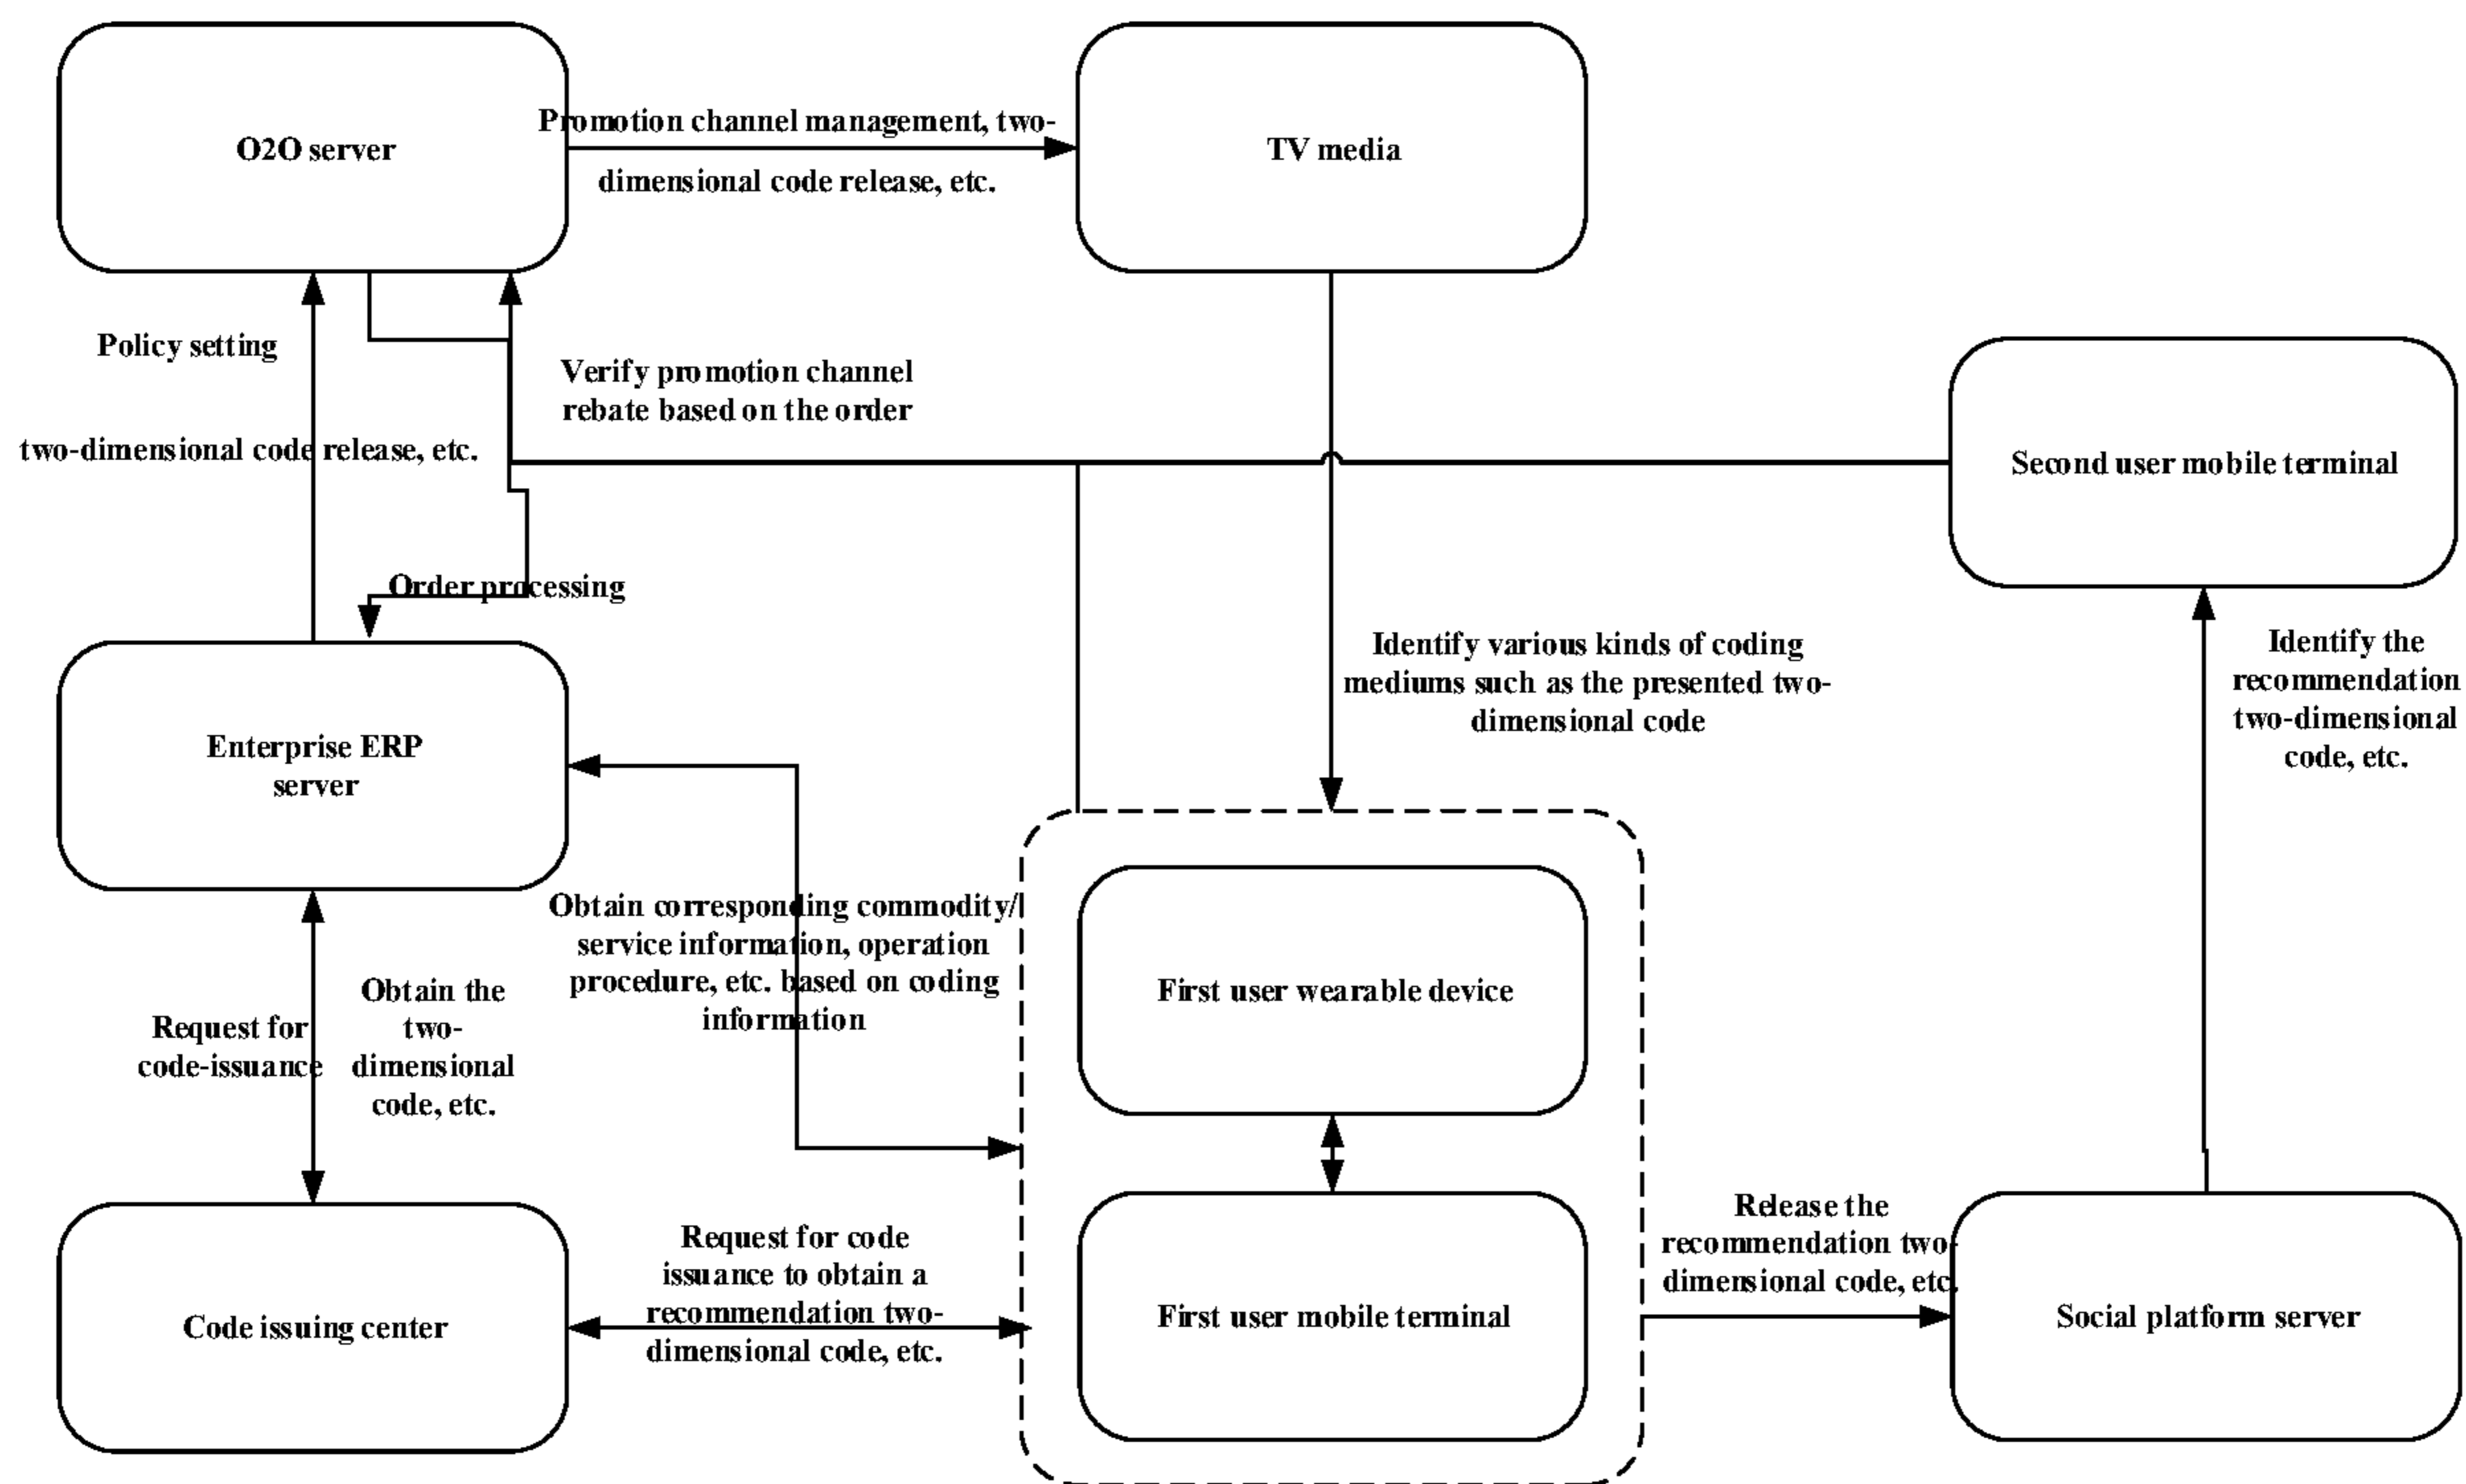 O2O server
Promotion channel management, two-
dimensional code release, etc.
TV media
Policy setting
two-dimensional code release, etc.
Verify promotion channel
rebate based on the order
Second user mobile terminal
Order processing
Identify various kinds of coding
mediums such as the presented two-
dimensional code
Identify the
recommendation
two-dimensional
code, etc.
Enterprise ERP
server
Obtain corresponding commodity/
service information, operation
procedure, etc. based on coding
information
First user wearable device
Request for
code-issuance
Obtain the
two-
dimensional
code, etc.
Request for code
issuance to obtain a
recommendation two-
dimensional code, etc.
Release the
recommendation two-
dimensional code, etc.
Code issuing center
First user mobile terminal
Social platform server